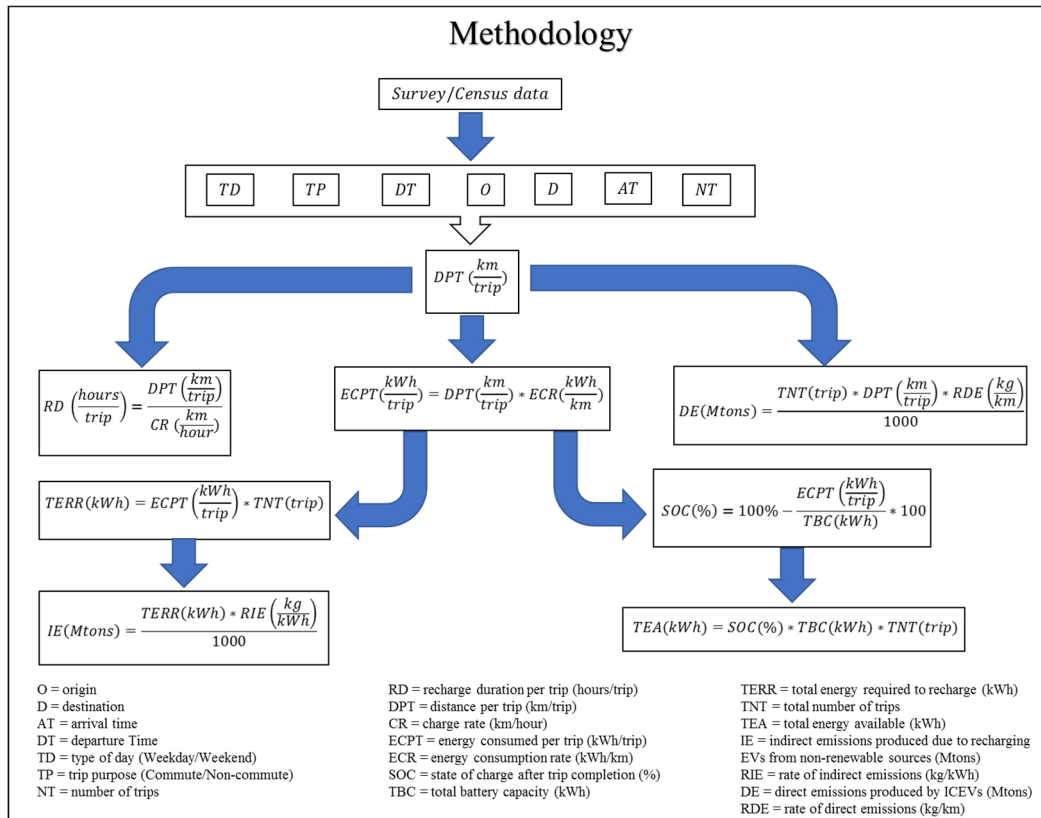 Methodology
Survey/Census data
TD TP DT O D AT NT
DPT (km/trip)
RD (hours/trip) = DPT (km/trip) / CR (km/hour)
ECPT(kWh/trip) = DPT(km/trip) * ECR(kWh/km)
DE(Mtons) = TNT(trip) * DPT (km/trip) * RDE (kg/km) / 1000
TERR(kWh) = ECPT (kWh/trip) * TNT(trip)
SOC(%) = 100% − ECPT (kWh/trip) / TBC(kWh) * 100
IE(Mtons) = TERR(kWh) * RIE (kg/kWh) / 1000
TEA(kWh) = SOC(%) * TBC(kWh) * TNT(trip)
O = origin
D = destination
AT = arrival time
DT = departure Time
TD = type of day (Weekday/Weekend)
TP = trip purpose (Commute/Non-commute)
NT = number of trips
RD = recharge duration per trip (hours/trip)
DPT = distance per trip (km/trip)
CR = charge rate (km/hour)
ECPT = energy consumed per trip (kWh/trip)
ECR = energy consumption rate (kWh/km)
SOC = state of charge after trip completion (%)
TBC = total battery capacity (kWh)
TERR = total energy required to recharge (kWh)
TNT = total number of trips
TEA = total energy available (kWh)
IE = indirect emissions produced due to recharging
EVs from non-renewable sources (Mtons)
RIE = rate of indirect emissions (kg/kWh)
DE = direct emissions produced by ICEVs (Mtons)
RDE = rate of direct emissions (kg/km)